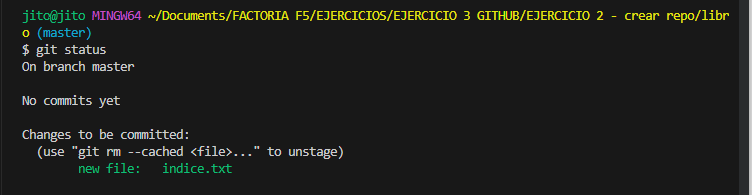 jito@jito MINGW64 ~/Documents/FACTORIA F5/EJERCICIOS/EJERCICIO 3 GITHUB/EJERCICIO 2 - crear repo/libr
o (master)
$ git status
On branch master
No commits yet
Changes to be committed:
(use "git rm --cached <file>..." to unstage)
new file:   indice.txt